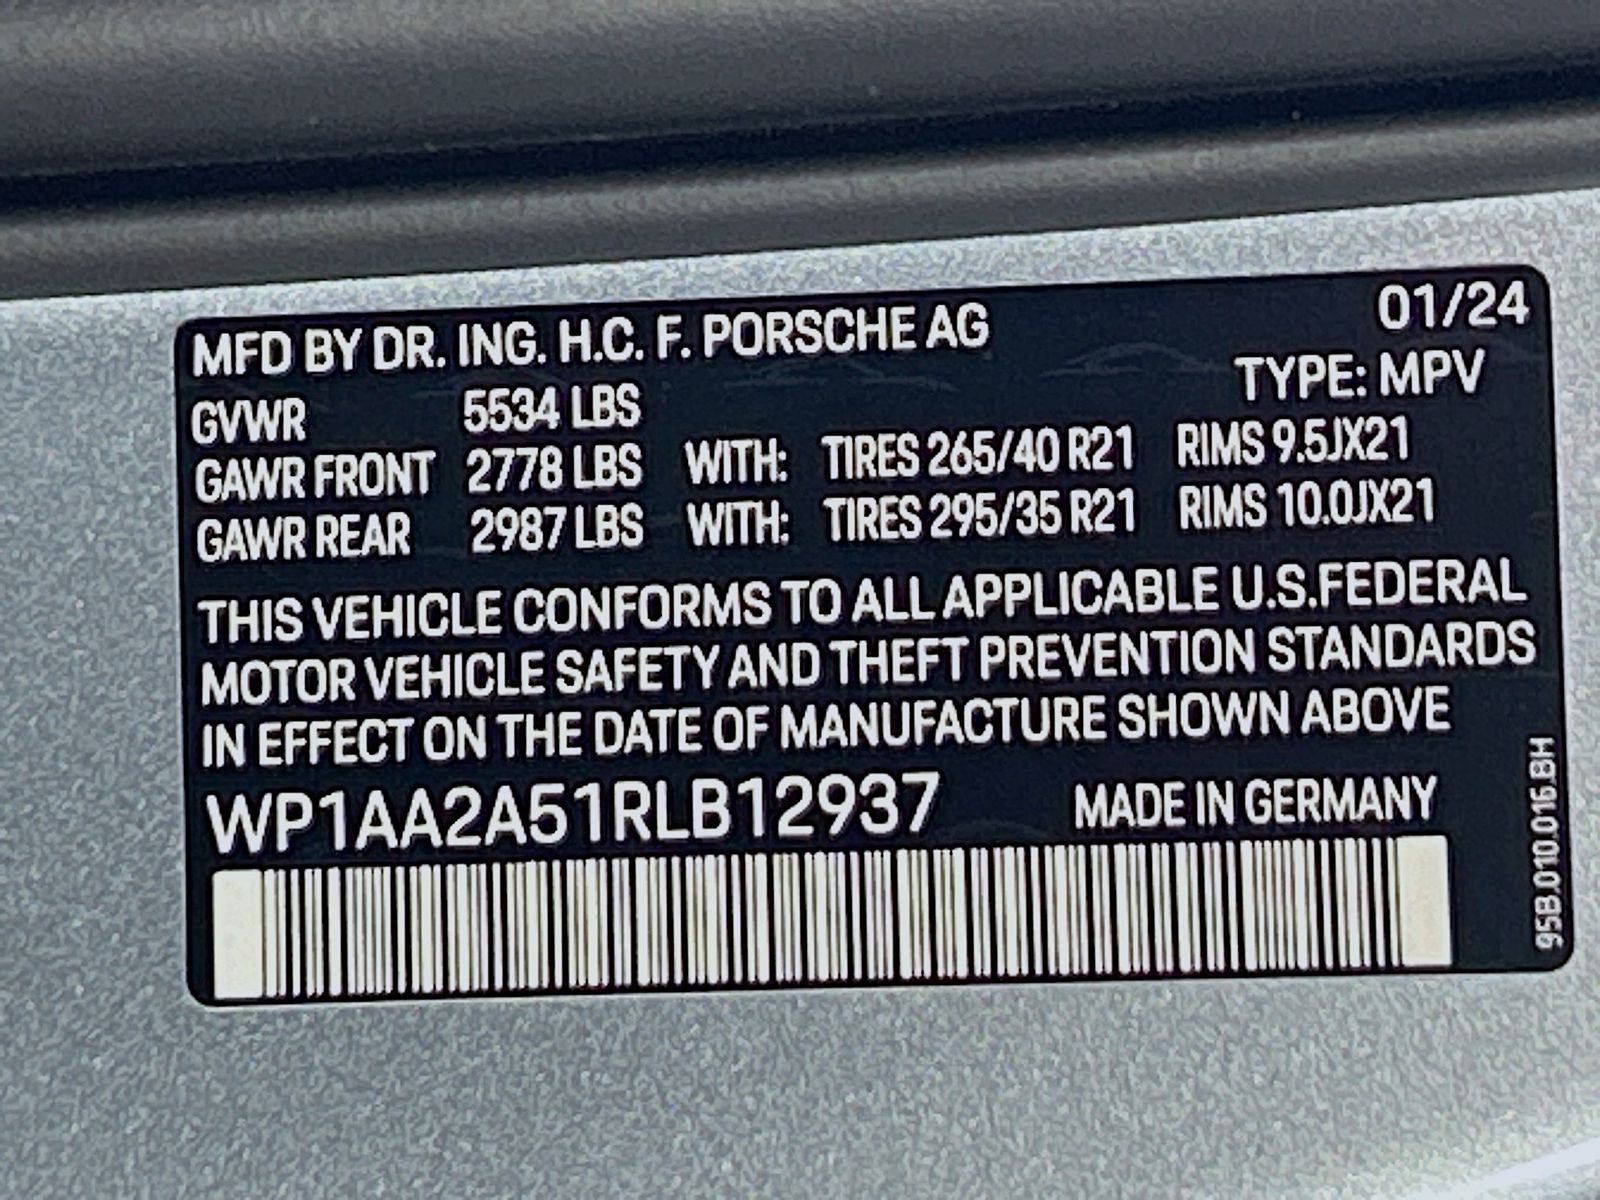 MFD BY DR. ING. H.C. F. PORSCHE AG 01/24
TYPE: MPV
GVWR 5534 LBS
GAWR FRONT 2778 LBS WITH: TIRES 265/40 R21 RIMS 9.5JX21
GAWR REAR 2987 LBS WITH: TIRES 295/35 R21 RIMS 10.0JX21
THIS VEHICLE CONFORMS TO ALL APPLICABLE U.S.FEDERAL
MOTOR VEHICLE SAFETY AND THEFT PREVENTION STANDARDS
IN EFFECT ON THE DATE OF MANUFACTURE SHOWN ABOVE
WP1AA2A51RLB12937 MADE IN GERMANY
95B.010.016.BH